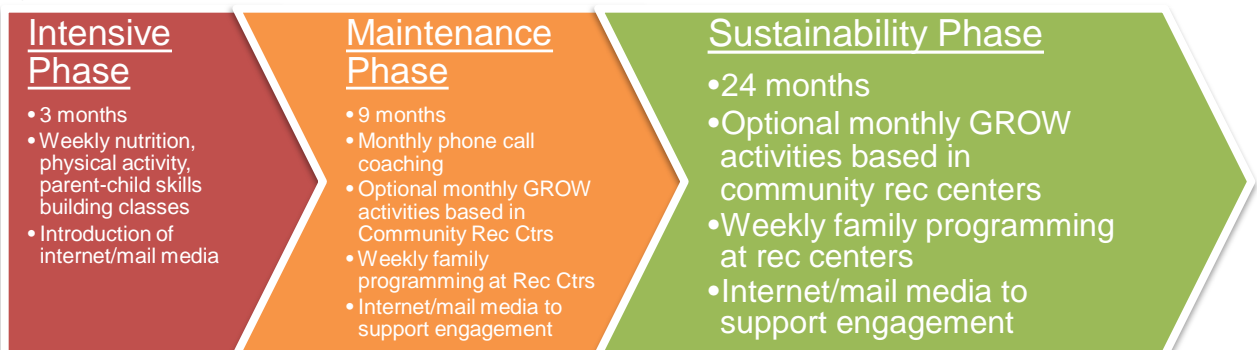 Intensive
Phase
•3 months
•Weekly nutrition,
physical activity,
parent-child skills
building classes
•Introduction of
internet/mail media
Maintenance
Phase
•9 months
•Monthly phone call
coaching
•Optional monthly GROW
activities based in
Community Rec Ctrs
•Weekly family
programming at Rec Ctrs
•Internet/mail media to
support engagement
Sustainability Phase
•24 months
•Optional monthly GROW
activities based in
community rec centers
•Weekly family programming
at rec centers
•Internet/mail media to
support engagement